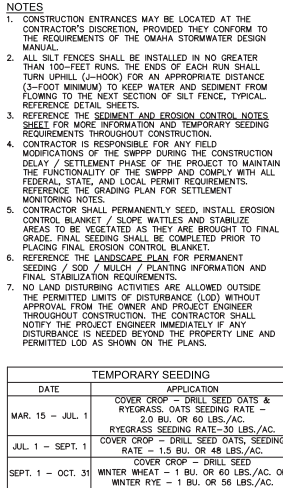 NOTES
1. CONSTRUCTION ENTRANCES MAY BE LOCATED AT THE
CONTRACTOR'S DISCRETION, PROVIDED THEY CONFORM TO
THE REQUIREMENTS OF THE OMAHA STORMWATER DESIGN
MANUAL.
2. ALL SILT FENCES SHALL BE INSTALLED IN NO GREATER
THAN 100-FEET RUNS. THE ENDS OF EACH RUN SHALL
TURN UPHILL (J-HOOK) FOR AN APPROPRIATE DISTANCE
(3-FOOT MINIMUM) TO KEEP WATER AND SEDIMENT FROM
FLOWING TO THE NEXT SECTION OF SILT FENCE, TYPICAL.
REFERENCE DETAIL SHEETS.
3. REFERENCE THE SEDIMENT AND EROSION CONTROL NOTES
SHEET FOR MORE INFORMATION AND TEMPORARY SEEDING
REQUIREMENTS THROUGHOUT CONSTRUCTION.
4. CONTRACTOR IS RESPONSIBLE FOR ANY FIELD
MODIFICATIONS OF THE SWPPP DURING THE CONSTRUCTION
DELAY / SETTLEMENT PHASE OF THE PROJECT TO MAINTAIN
THE FUNCTIONALITY OF THE SWPPP AND COMPLY WITH ALL
FEDERAL, STATE, AND LOCAL PERMIT REQUIREMENTS.
REFERENCE THE GRADING PLAN FOR SETTLEMENT
MONITORING NOTES.
5. CONTRACTOR SHALL PERMANENTLY SEED, INSTALL EROSION
CONTROL BLANKET / SLOPE WATTLES AND STABILIZE
AREAS TO BE VEGETATED AS THEY ARE BROUGHT TO FINAL
GRADE. FINAL SEEDING SHALL BE COMPLETED PRIOR TO
PLACING FINAL EROSION CONTROL BLANKET.
6. REFERENCE THE LANDSCAPE PLAN FOR PERMANENT
SEEDING / SOD / MULCH / PLANTING INFORMATION AND
FINAL STABILIZATION REQUIREMENTS.
7. NO LAND DISTURBING ACTIVITIES ARE ALLOWED OUTSIDE
THE PERMITTED LIMITS OF DISTURBANCE (LOD) WITHOUT
APPROVAL FROM THE OWNER AND PROJECT ENGINEER
THROUGHOUT CONSTRUCTION. THE CONTRACTOR SHALL
NOTIFY THE PROJECT ENGINEER IMMEDIATELY IF ANY
DISTURBANCE IS NEEDED BEYOND THE PROPERTY LINE AND
PERMITTED LOD AS SHOWN ON THE PLANS.
TEMPORARY SEEDING
DATE APPLICATION
MAR. 15 - JUL. 1 COVER CROP - DRILL SEED OATS &
RYEGRASS. OATS SEEDING RATE -
2.0 BU. OR 60 LBS./AC.
RYEGRASS SEEDING RATE-30 LBS./AC.
JUL. 1 - SEPT. 1 COVER CROP - DRILL SEED OATS, SEEDING
RATE - 1.5 BU. OR 48 LBS./AC.
SEPT. 1 - OCT. 31 COVER CROP - DRILL SEED
WINTER WHEAT - 1 BU. OR 60 LBS./AC. OR
WINTER RYE - 1 BU. OR 56 LBS./AC.